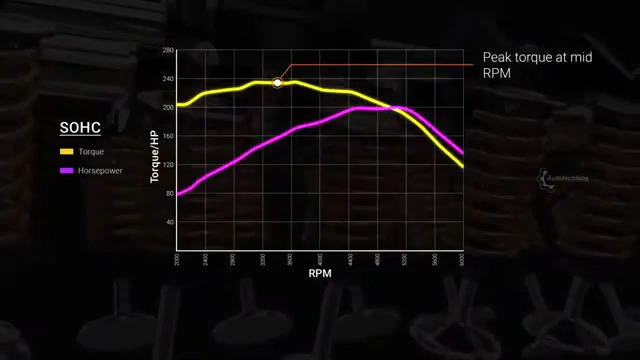 Peak torque at mid
RPM
SOHC
Torque
Horsepower
Torque/HP
280
240
200
160
120
80
40
2000 2400 2800 3200 3600 4000 4400 4800 5200 5600 6000
RPM